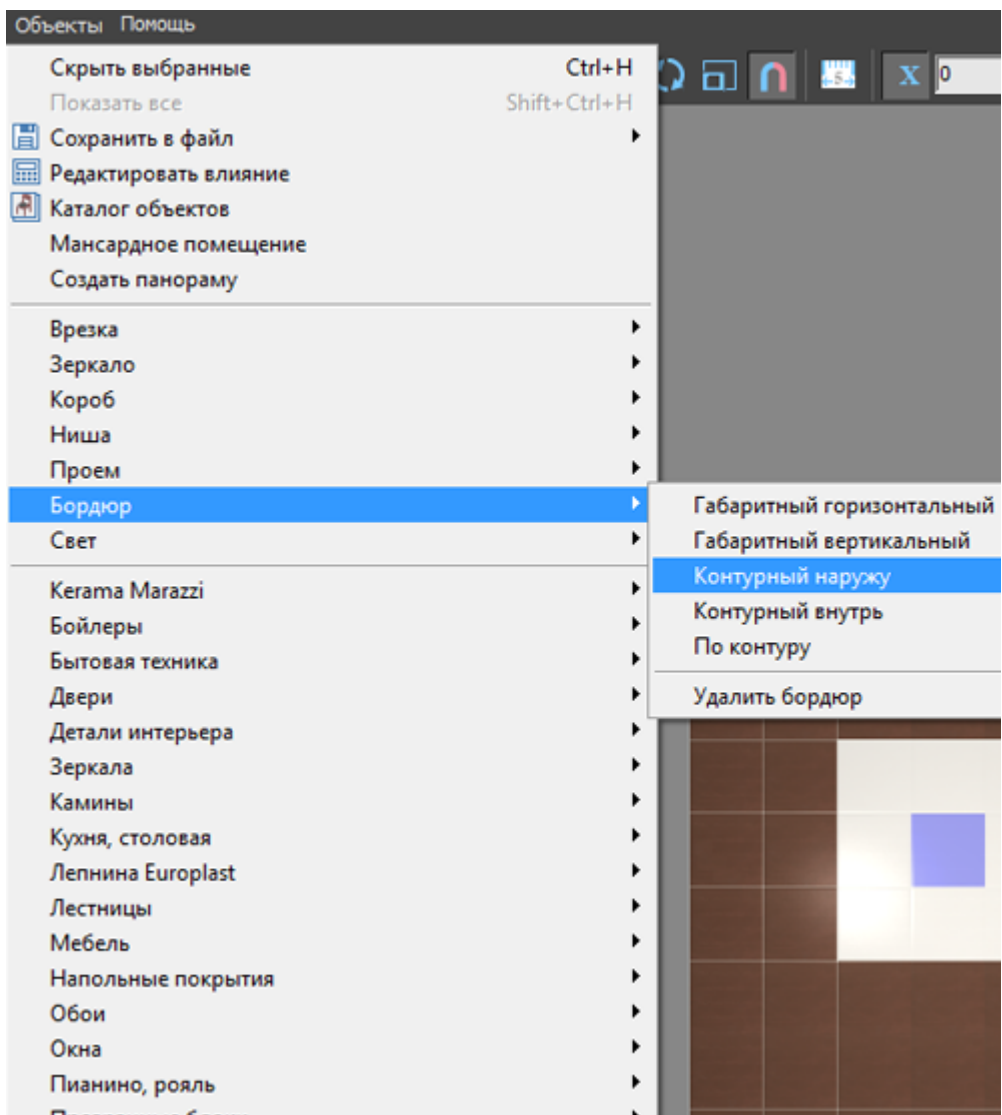 Объекты Помощь
Скрыть выбранные Ctrl+H
Показать все Shift+Ctrl+H
Сохранить в файл
Редактировать влияние
Каталог объектов
Мансардное помещение
Создать панораму
Врезка
Зеркало
Короб
Ниша
Проем
Бордюр
Свет
Kerama Marazzi
Бойлеры
Бытовая техника
Двери
Детали интерьера
Зеркала
Камины
Кухня, столовая
Лепнина Europlast
Лестницы
Мебель
Напольные покрытия
Обои
Окна
Пианино, рояль
5
X 0
Габаритный горизонтальный
Габаритный вертикальный
Контурный наружу
Контурный внутрь
По контуру
Удалить бордюр